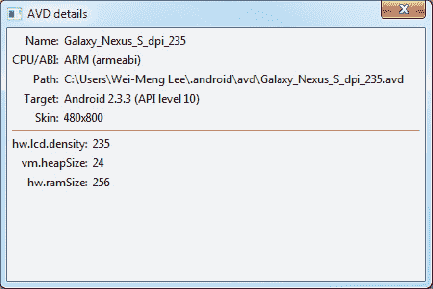 AVD details
Name: Galaxy_Nexus_S_dpi_235
CPU/ABI: ARM (armeabi)
Path: C:\Users\Wei-Meng Lee\.android\avd\Galaxy_Nexus_S_dpi_235.avd
Target: Android 2.3.3 (API level 10)
Skin: 480x800
hw.lcd.density: 235
vm.heapSize: 24
hw.ramSize: 256